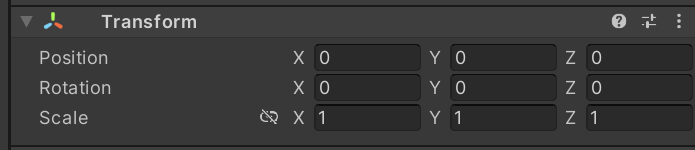 Transform
Position X 0 Y 0 Z 0
Rotation X 0 Y 0 Z 0
Scale X 1 Y 1 Z 1